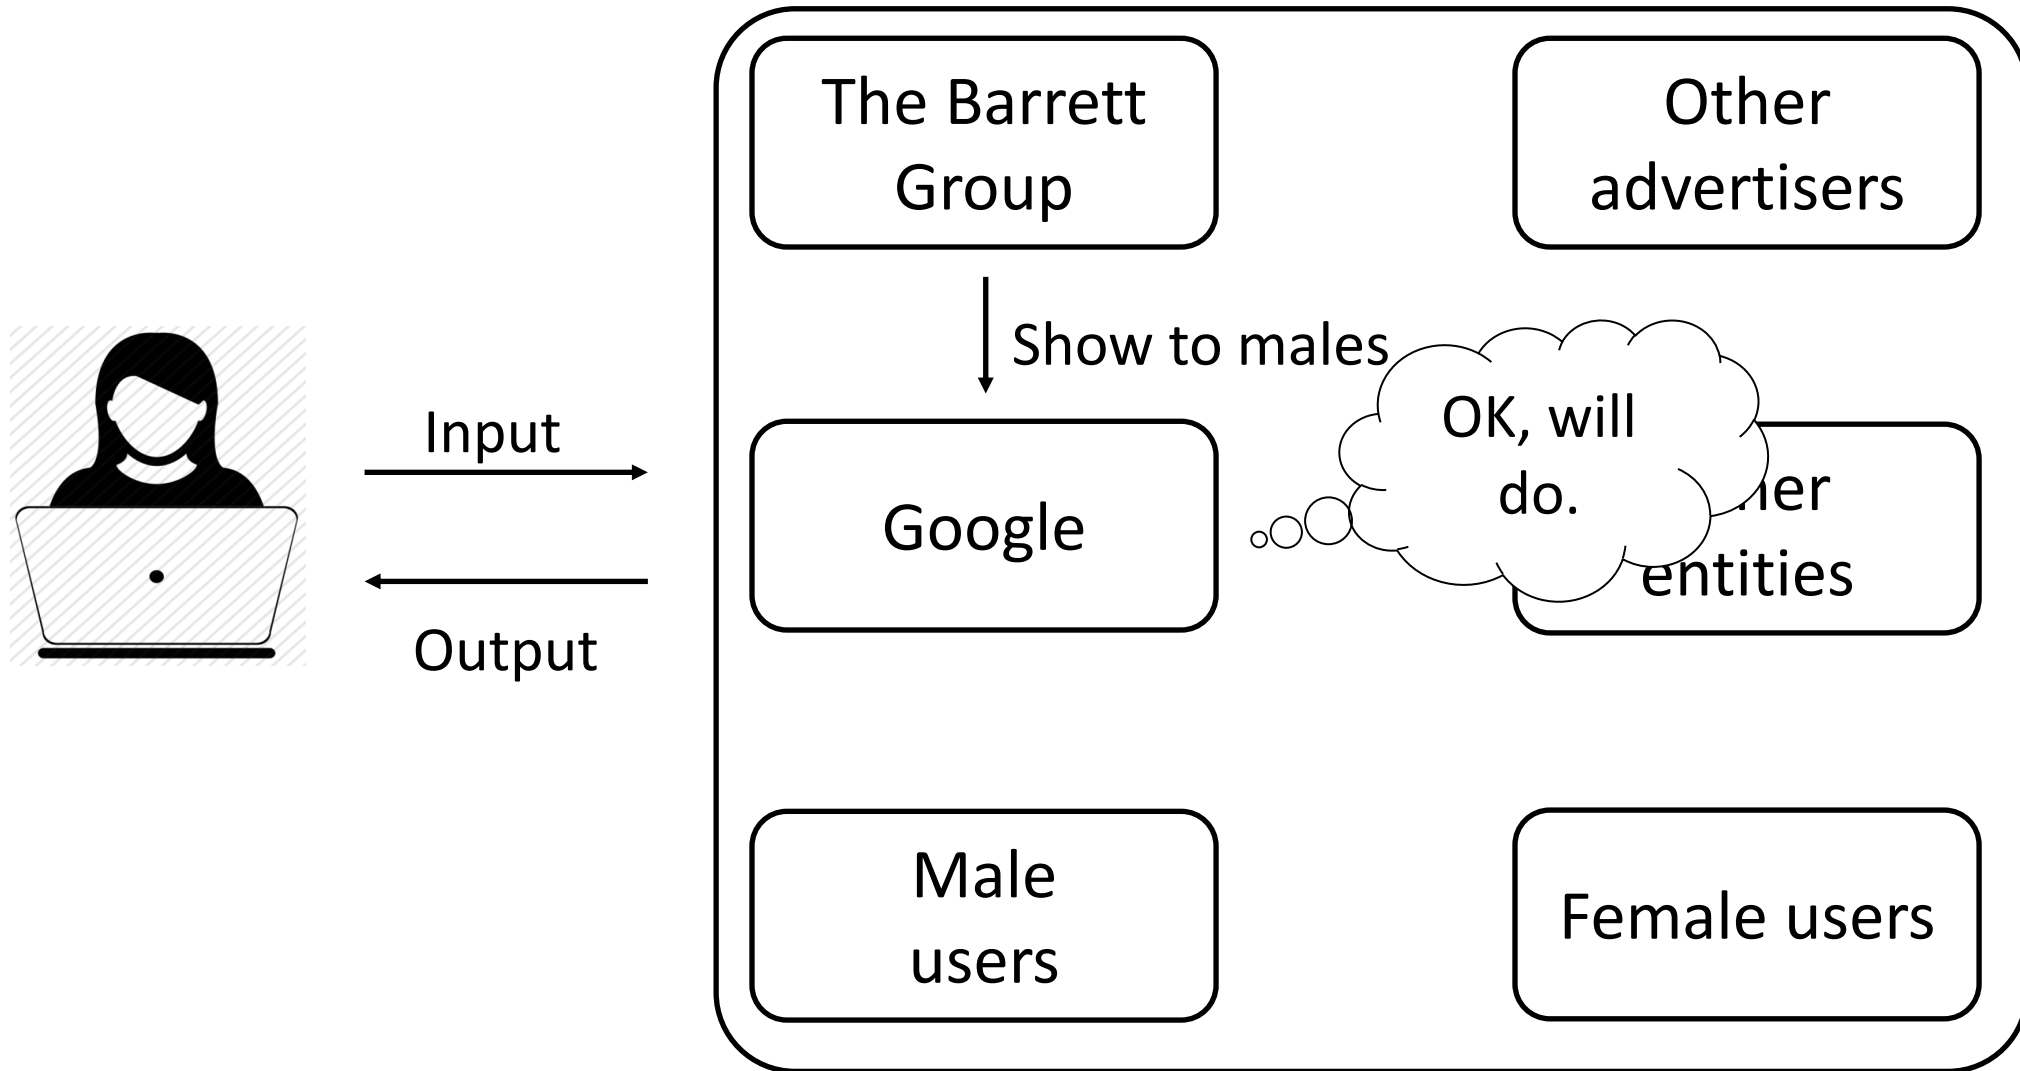 The Barrett
Group
Other
advertisers
Show to males
Input
Output
Google
OK, will
do.
entities
Male
users
Female users